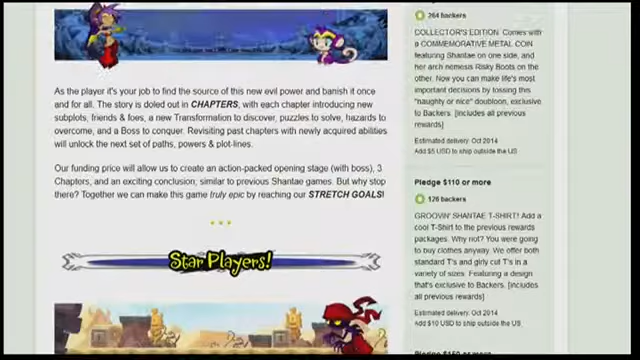 As the player it's your job to find the source of this new evil power and banish it once
and for all. The story is doled out in CHAPTERS, with each chapter introducing new
subplots, friends & foes, a new Transformation to discover, puzzles to solve, hazards to
overcome, and a Boss to conquer. Revisiting past chapters with newly acquired abilities
will unlock the next set of paths, powers & plot-lines.
Our funding price will allow us to create an action-packed opening stage (with boss), 3
Chapters, and an exciting conclusion; similar to previous Shantae games. But why stop
there? Together we can make this game truly epic by reaching our STRETCH GOALS!
Star Players!
264 backers
COLLECTOR'S EDITION Comes with
a COMMEMORATIVE METAL COIN
featuring Shantae on one side, and
her arch nemesis Risky Boots on the
other. Now you can make life's most
important decisions by tossing this
"naughty or nice" doubloon, exclusive
to Backers. [includes all previous
rewards]
Estimated delivery: Oct 2014
Add $5 USD to ship outside the US
Pledge $110 or more
126 backers
GROOVIN' SHANTAE T-SHIRT! Add a
cool T-Shirt to the previous rewards
packages. Why not? You were going
to buy clothes anyway. We offer both
standard T's and girly cut T's in a
variety of sizes. Featuring a design
that's exclusive to Backers. [includes
all previous rewards]
Estimated delivery: Oct 2014
Add $10 USD to ship outside the US
Pledge $150 or more